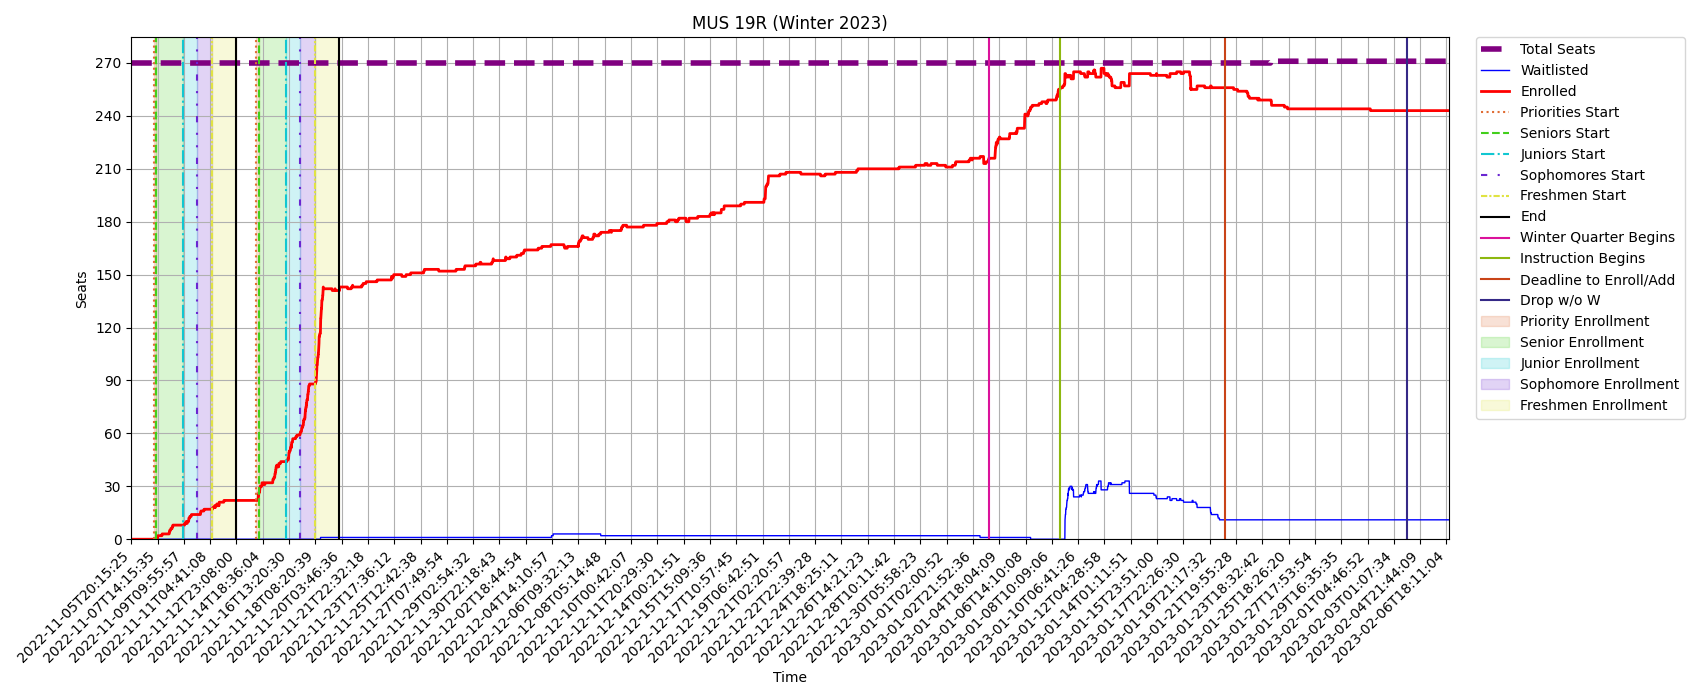 MUS 19R (Winter 2023)
Seats
270
240
210
180
150
120
90
60
30
0
2022-11-05T20:15:25
2022-11-07T14:15:35
2022-11-09T09:55:57
2022-11-11T04:41:08
2022-11-12T23:08:00
2022-11-14T18:36:04
2022-11-16T13:20:30
2022-11-18T08:20:39
2022-11-20T03:46:36
2022-11-21T22:32:18
2022-11-23T17:36:12
2022-11-25T12:42:38
2022-11-27T07:49:54
2022-11-29T02:54:32
2022-11-30T22:18:43
2022-12-02T18:44:54
2022-12-04T14:10:57
2022-12-06T09:32:13
2022-12-08T05:14:48
2022-12-10T00:42:07
2022-12-11T20:29:30
2022-12-14T00:21:51
2022-12-15T15:09:36
2022-12-17T10:57:45
2022-12-19T06:42:51
2022-12-21T02:20:57
2022-12-22T22:39:28
2022-12-24T18:25:11
2022-12-26T14:21:23
2022-12-28T10:11:42
2022-12-30T05:58:23
2023-01-01T02:00:52
2023-01-02T21:52:36
2023-01-04T18:04:09
2023-01-06T14:10:08
2023-01-08T10:09:06
2023-01-10T06:41:26
2023-01-12T04:28:58
2023-01-14T01:11:51
2023-01-15T23:51:00
2023-01-17T22:26:30
2023-01-19T21:17:32
2023-01-21T19:55:28
2023-01-23T18:32:42
2023-01-25T18:26:20
2023-01-27T17:53:54
2023-01-29T16:35:35
2023-02-01T04:46:52
2023-02-03T01:07:34
2023-02-04T21:44:09
2023-02-06T18:11:04
Time
Total Seats
Waitlisted
Enrolled
Priorities Start
Seniors Start
Juniors Start
Sophomores Start
Freshmen Start
End
Winter Quarter Begins
Instruction Begins
Deadline to Enroll/Add
Drop w/o W
Priority Enrollment
Senior Enrollment
Junior Enrollment
Sophomore Enrollment
Freshmen Enrollment